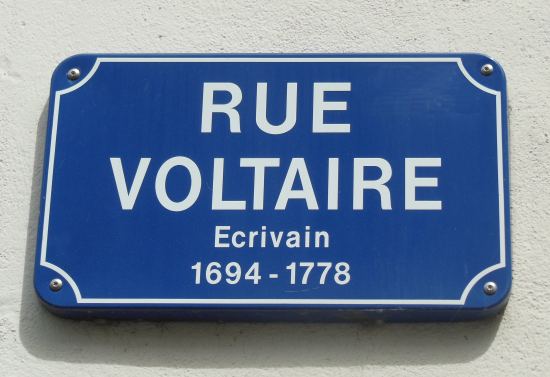 RUE
VOLTAIRE
Ecrivain
1694 - 1778